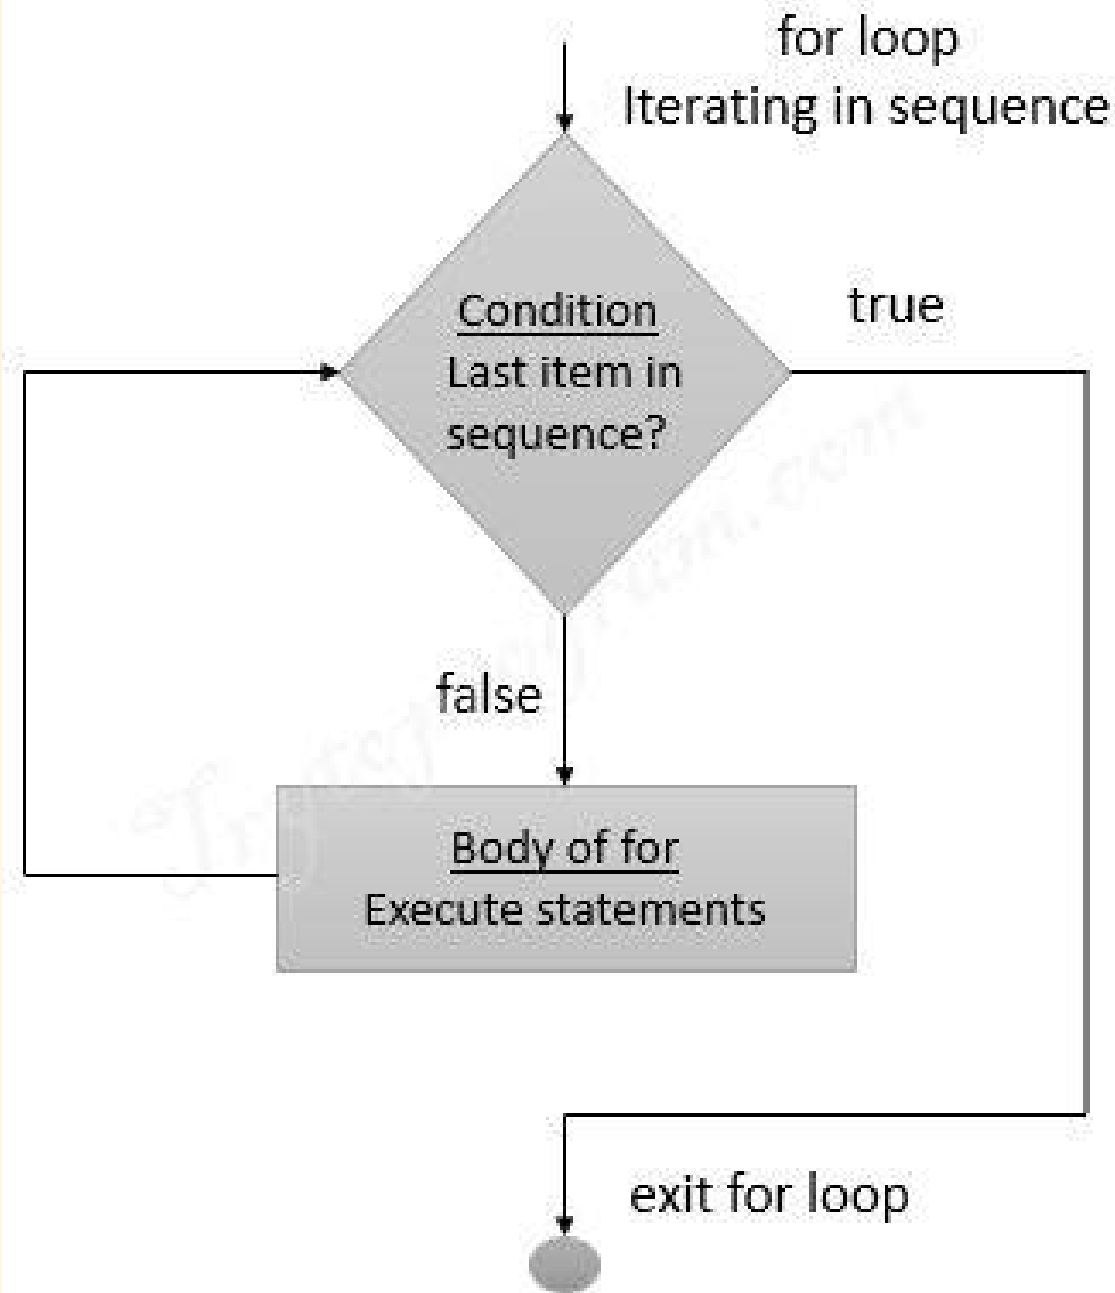 for loop
Iterating in sequence
Condition
Last item in
sequence?
true
false
Body of for
Execute statements
exit for loop